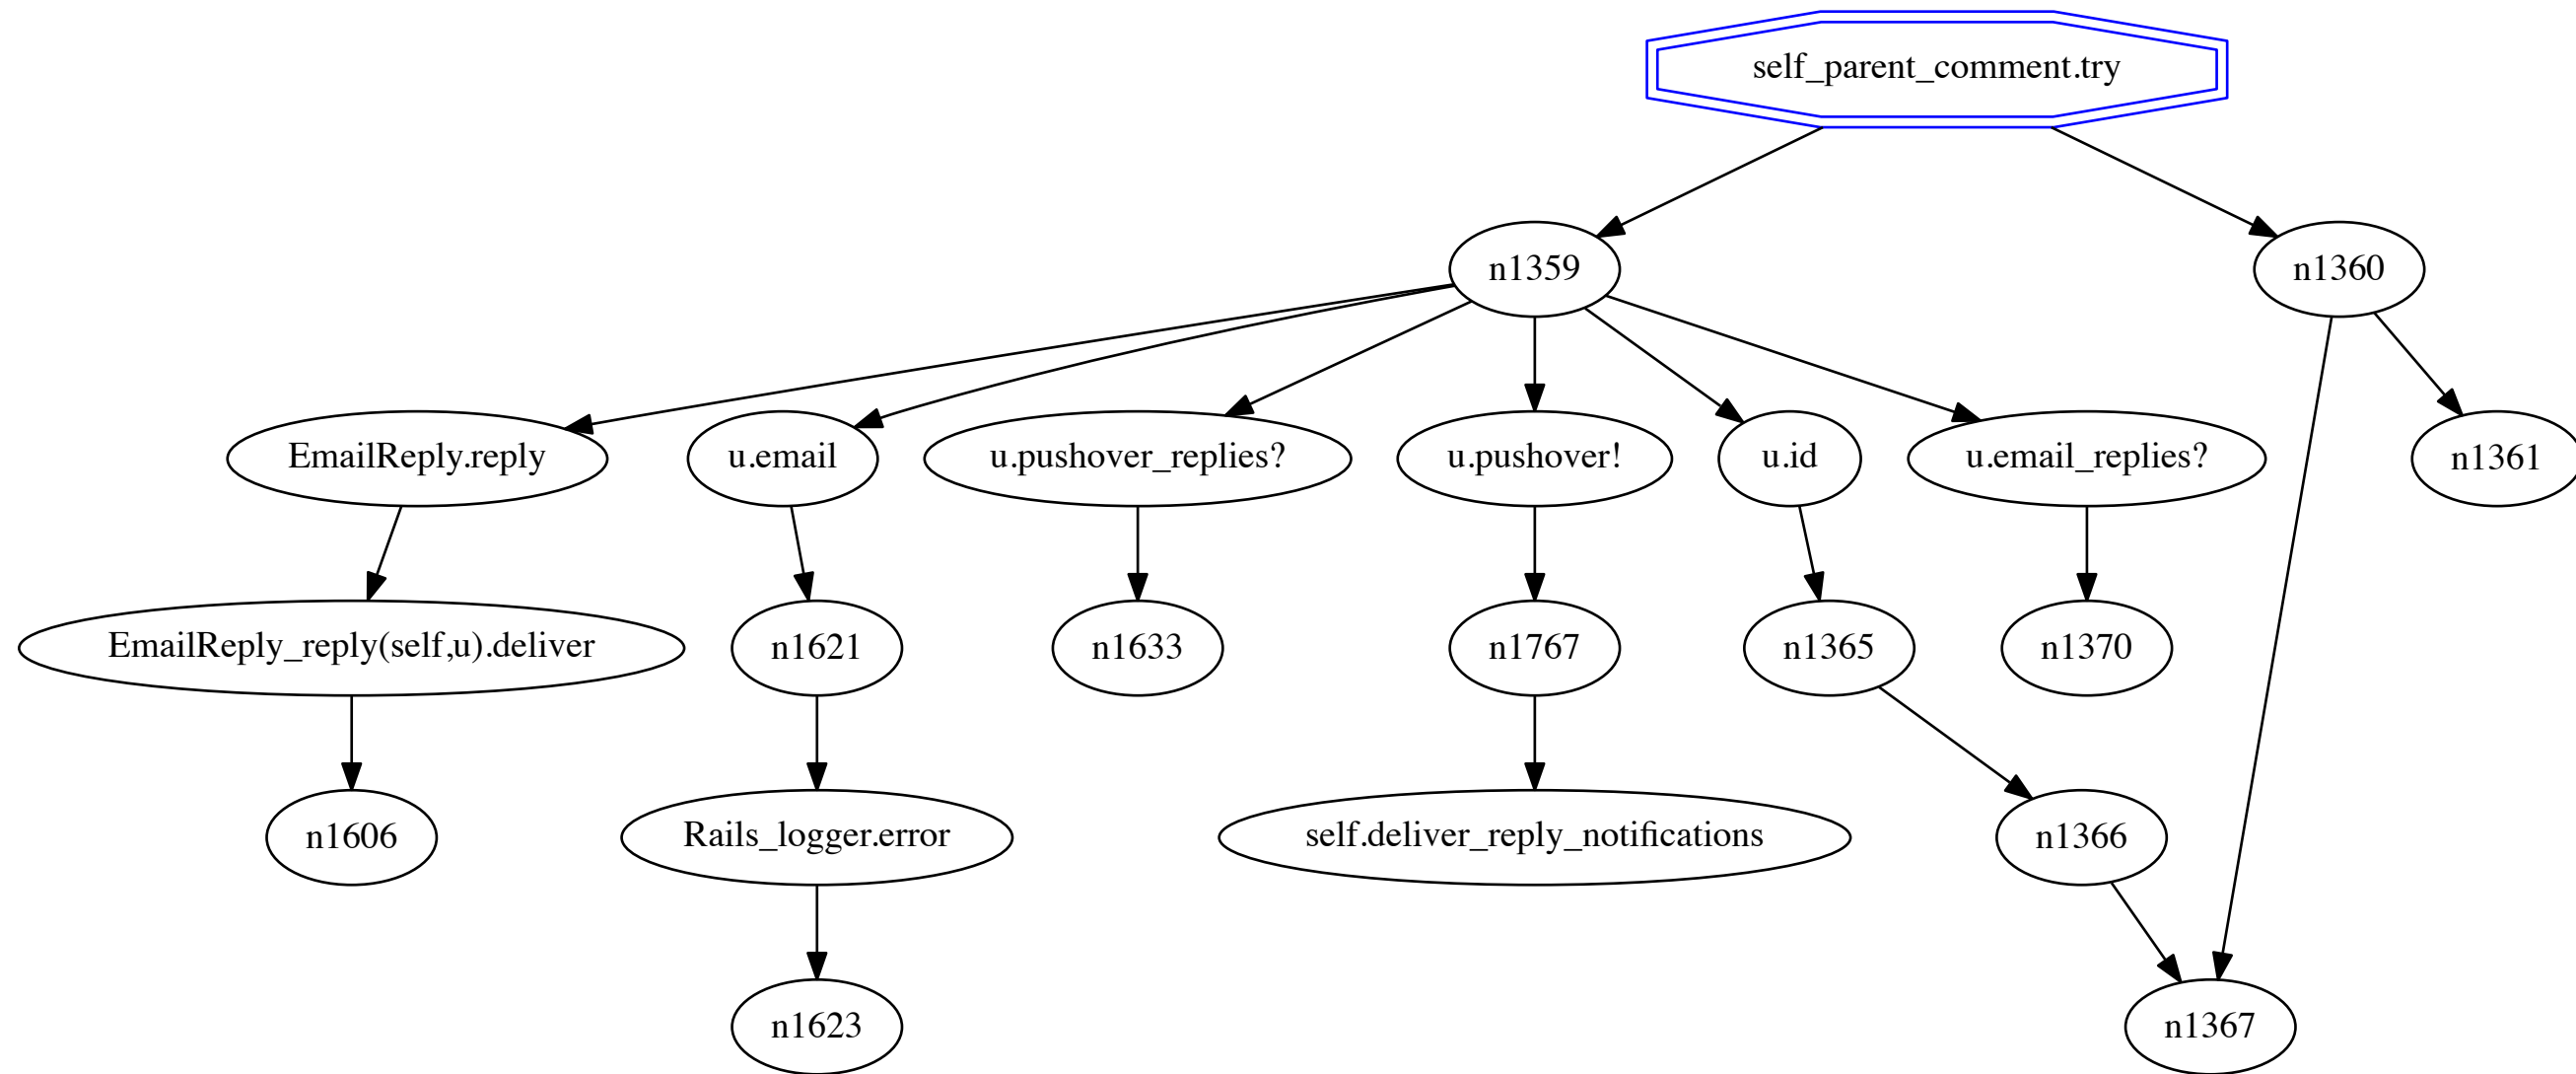 self_parent_comment.try
n1359
n1360
EmailReply.reply
u.email
u.pushover_replies?
u.pushover!
u.id
u.email_replies?
n1361
EmailReply_reply(self,u).deliver
n1621
n1633
n1767
n1365
n1370
n1606
Rails_logger.error
self.deliver_reply_notifications
n1366
n1623
n1367